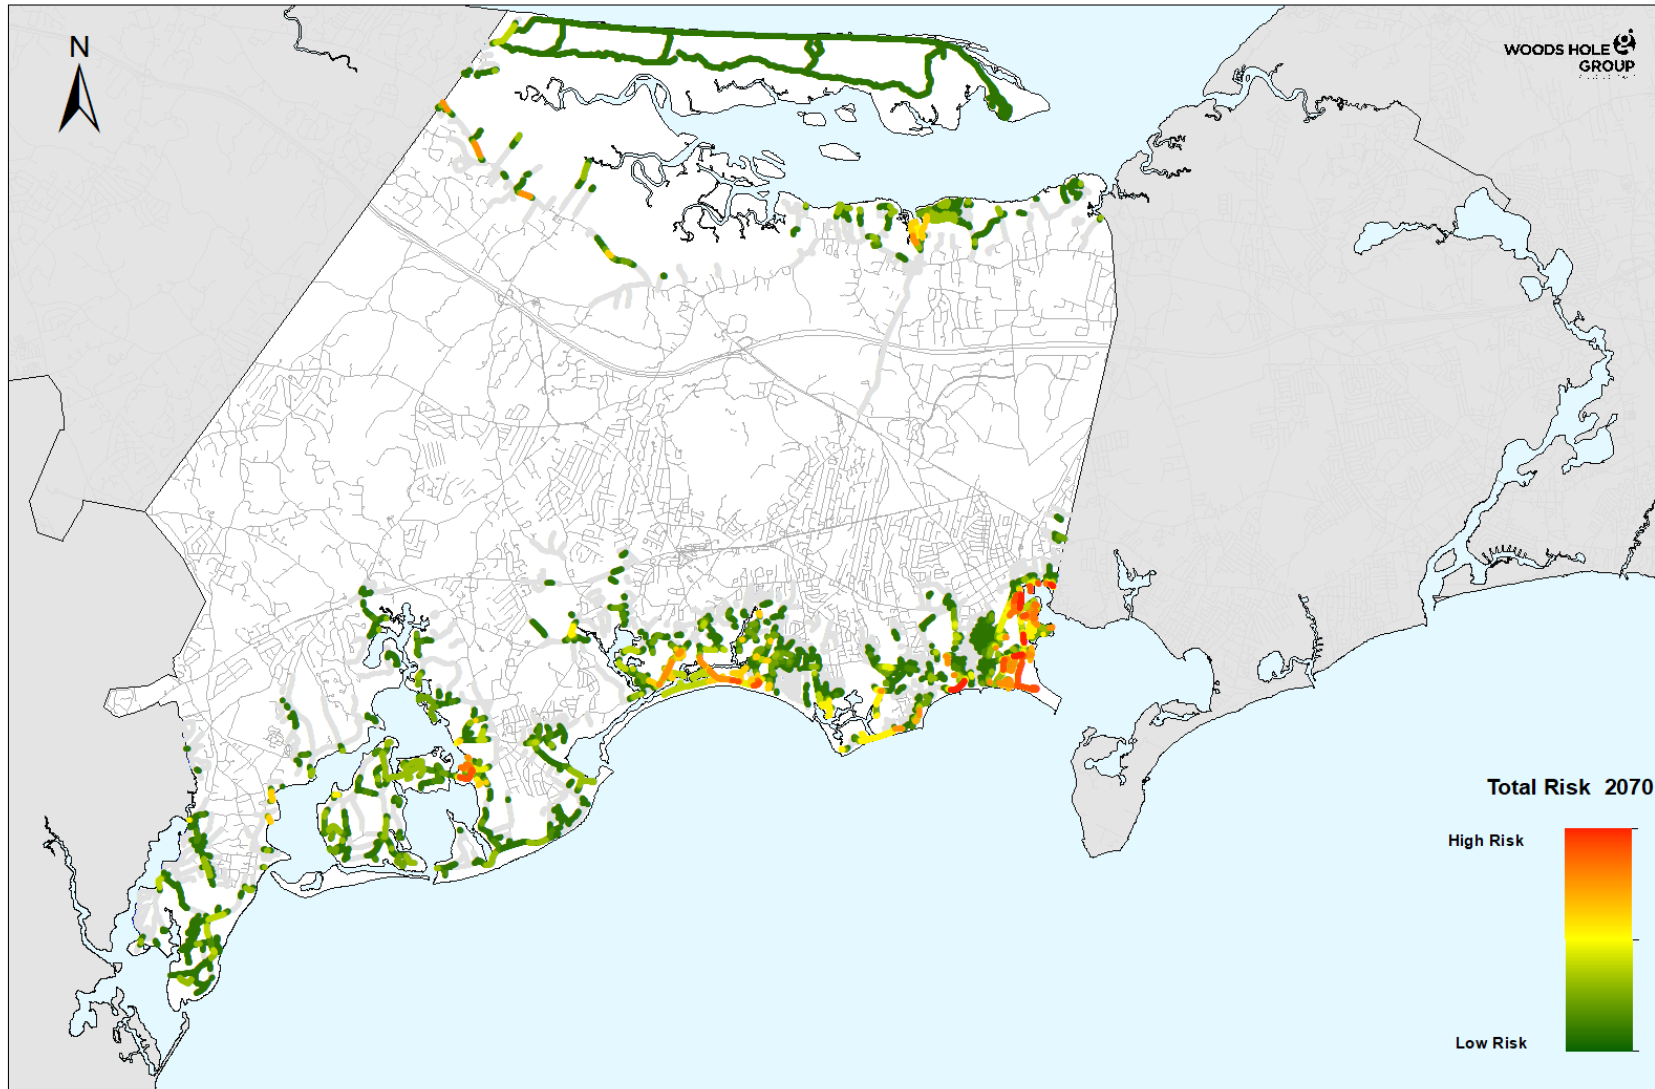 N
WOODS HOLE
GROUP
Total Risk 2070
High Risk
Low Risk